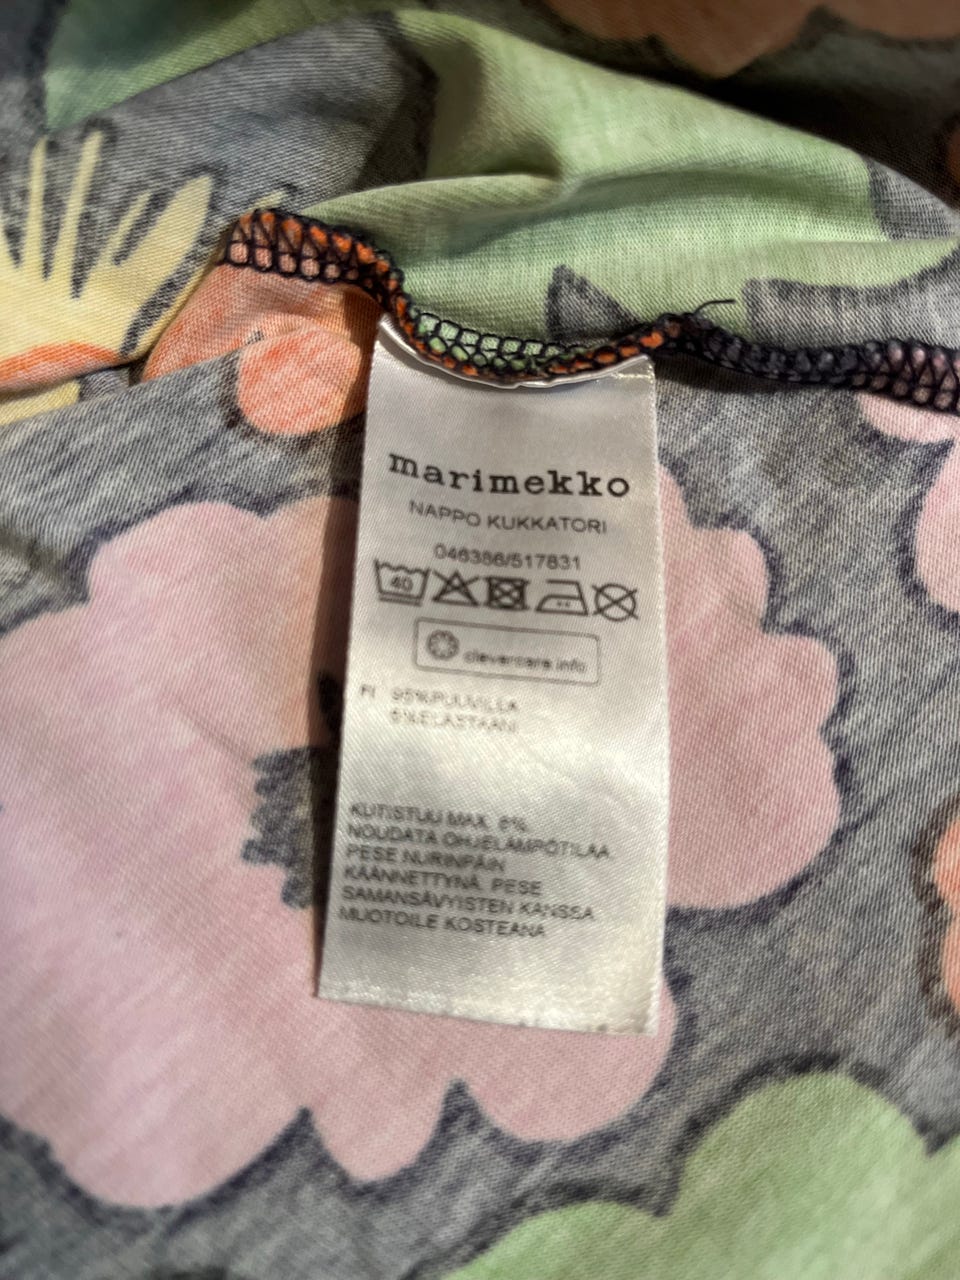 marimekko
NAPPO KUKKATORI
046386/517831
40
clevercare.info
FI 95%PUUVILLA
5%ELASTAANI
KUTISTUU MAX. 6%
NOUDATA OHJELÄMPÖTILAA
PESE NURINPÄIN
KÄÄNNETTYNÄ. PESE
SAMANSÄVYISTEN KANSSA
MUOTOILE KOSTEANA